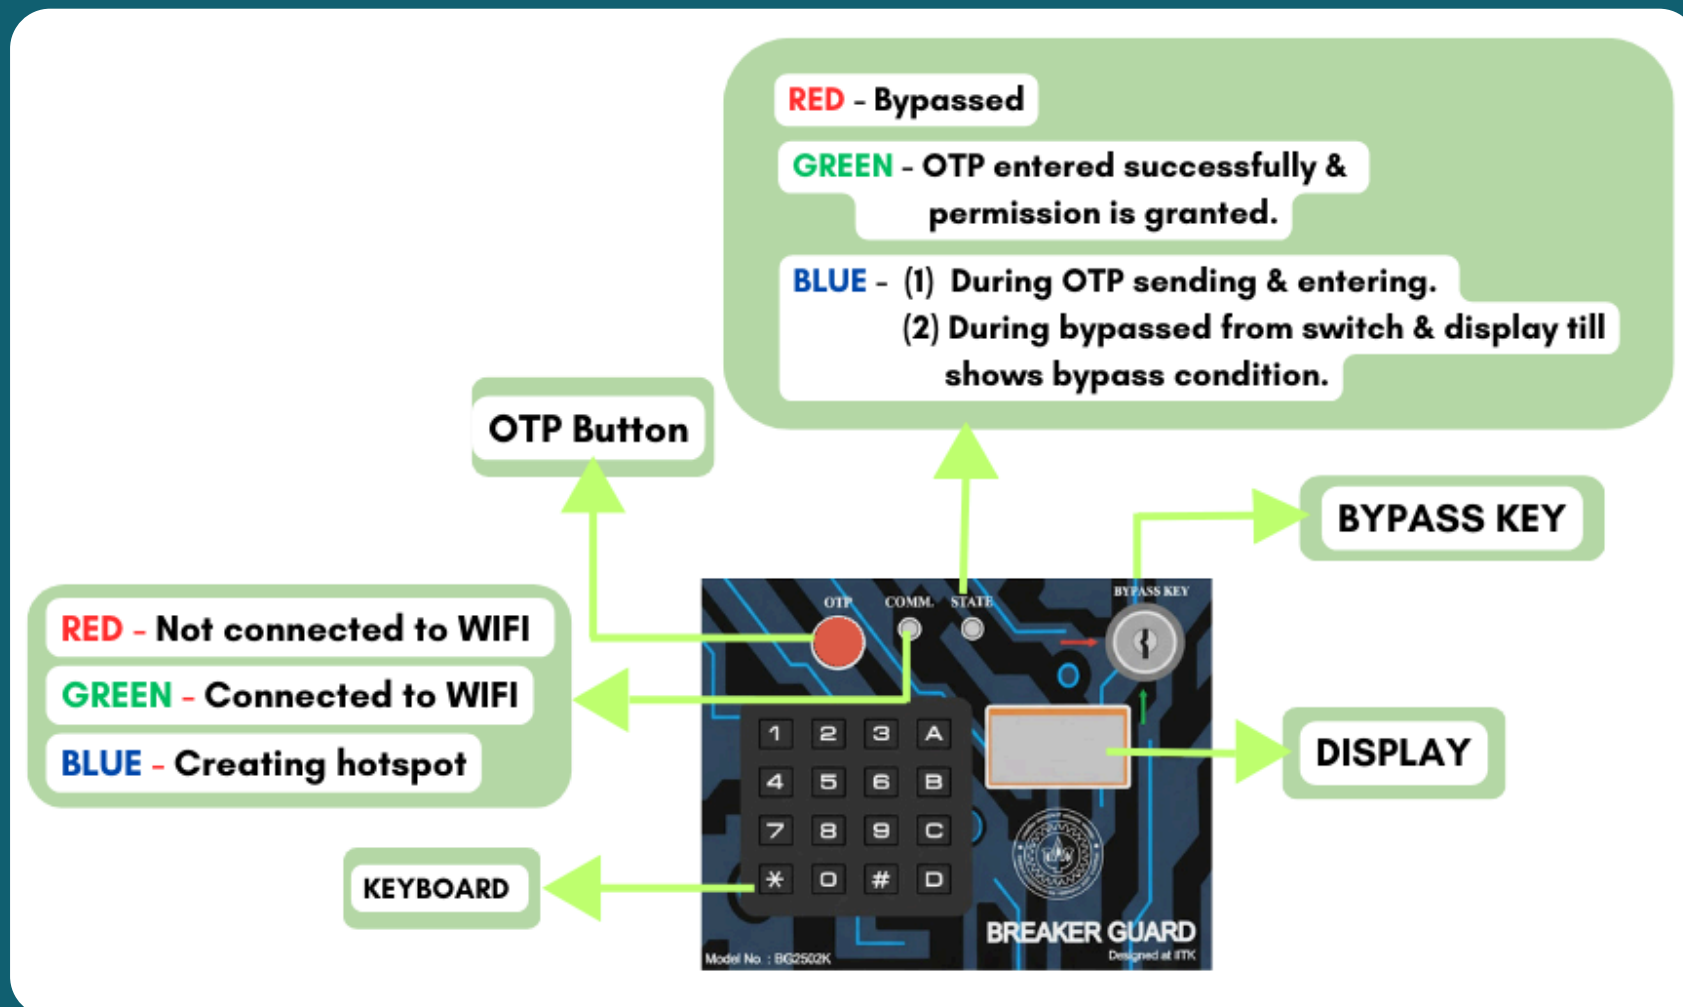 RED - Bypassed
GREEN - OTP entered successfully &
permission is granted.
BLUE - (1) During OTP sending & entering.
(2) During bypassed from switch & display till
shows bypass condition.
OTP Button
BYPASS KEY
RED - Not connected to WIFI
GREEN - Connected to WIFI
BLUE - Creating hotspot
KEYBOARD
DISPLAY
OTP COMM. STATE BYPASS KEY
1 2 3 A
4 5 6 B
7 8 9 C
* 0 # D
BREAKER GUARD
Designed at IITK
Model No. : BG2502K